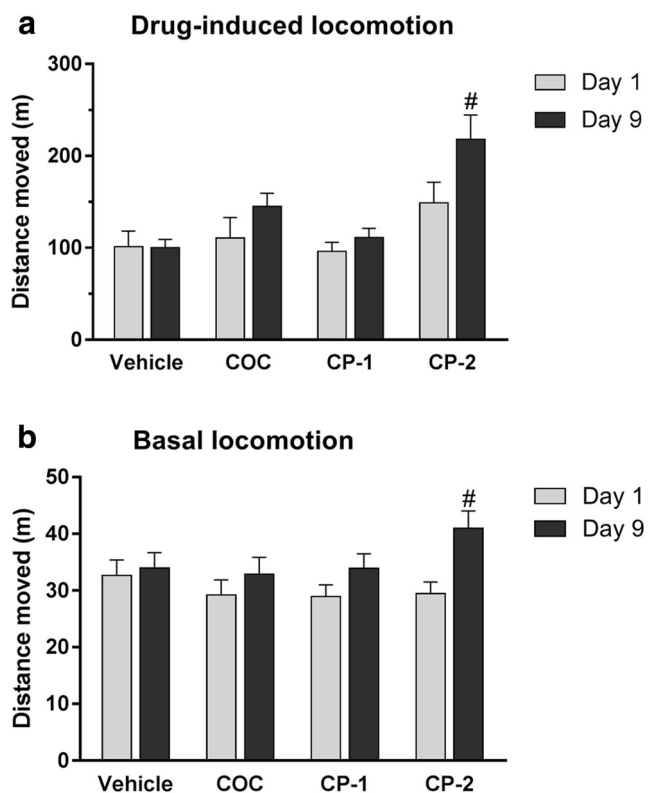 a
Drug-induced locomotion
Distance moved (m)
300
200
100
0
#
Day 1
Day 9
Vehicle COC CP-1 CP-2
b
Basal locomotion
Distance moved (m)
50
40
30
20
10
0
#
Day 1
Day 9
Vehicle COC CP-1 CP-2